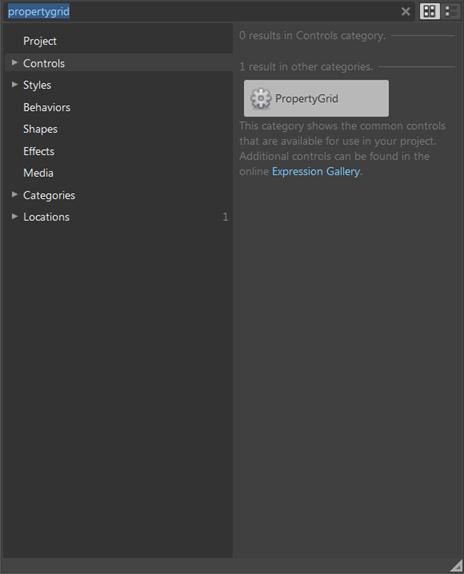 propertygrid
Project
Controls
Styles
Behaviors
Shapes
Effects
Media
Categories
Locations 1
0 results in Controls category.
1 result in other categories.
PropertyGrid
This category shows the common controls
that are available for use in your project.
Additional controls can be found in the
online Expression Gallery.